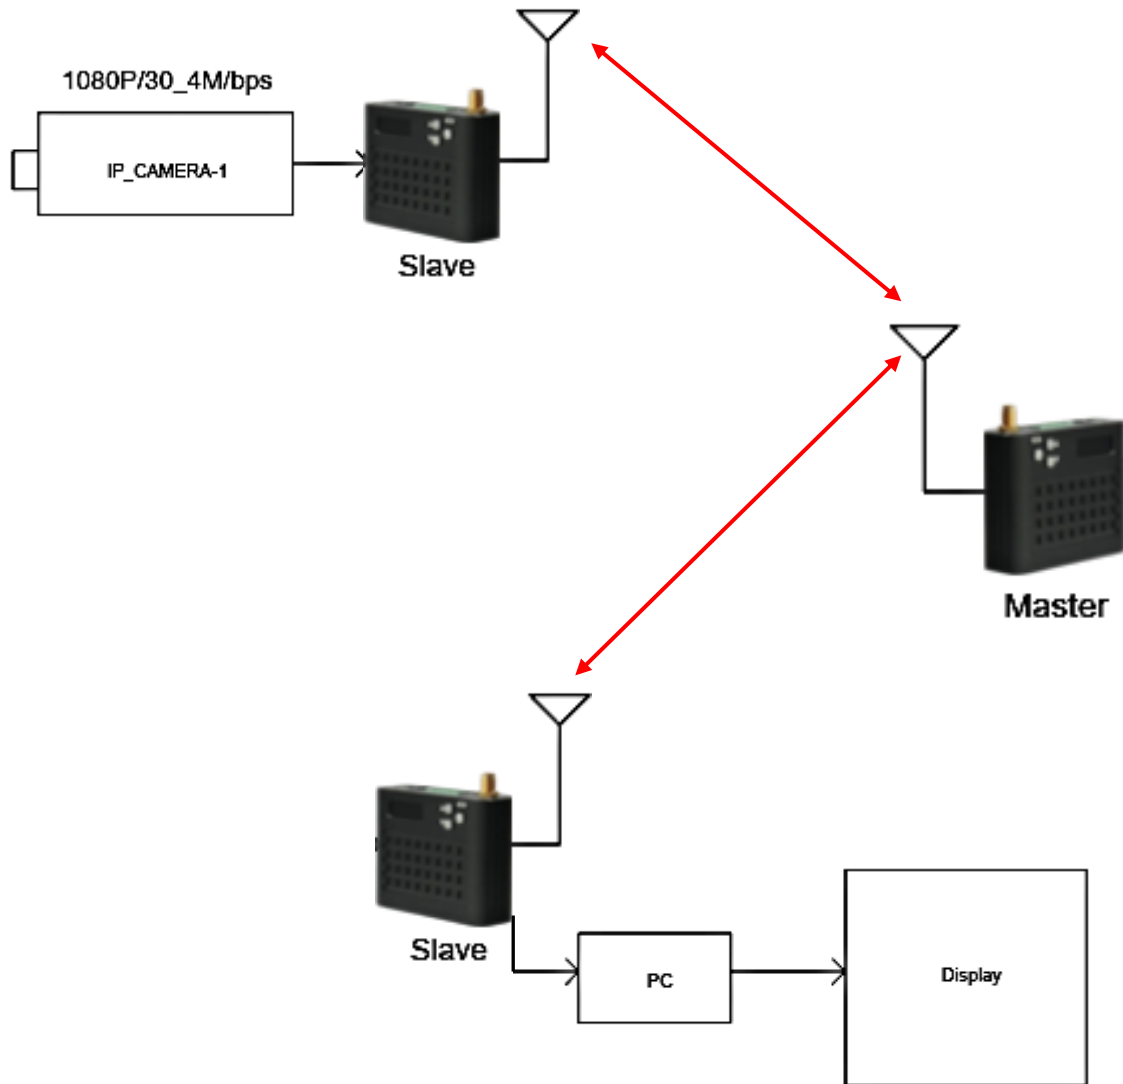 1080P/30_4M/bps
IP_CAMERA-1
Slave
Master
Slave
PC
Display